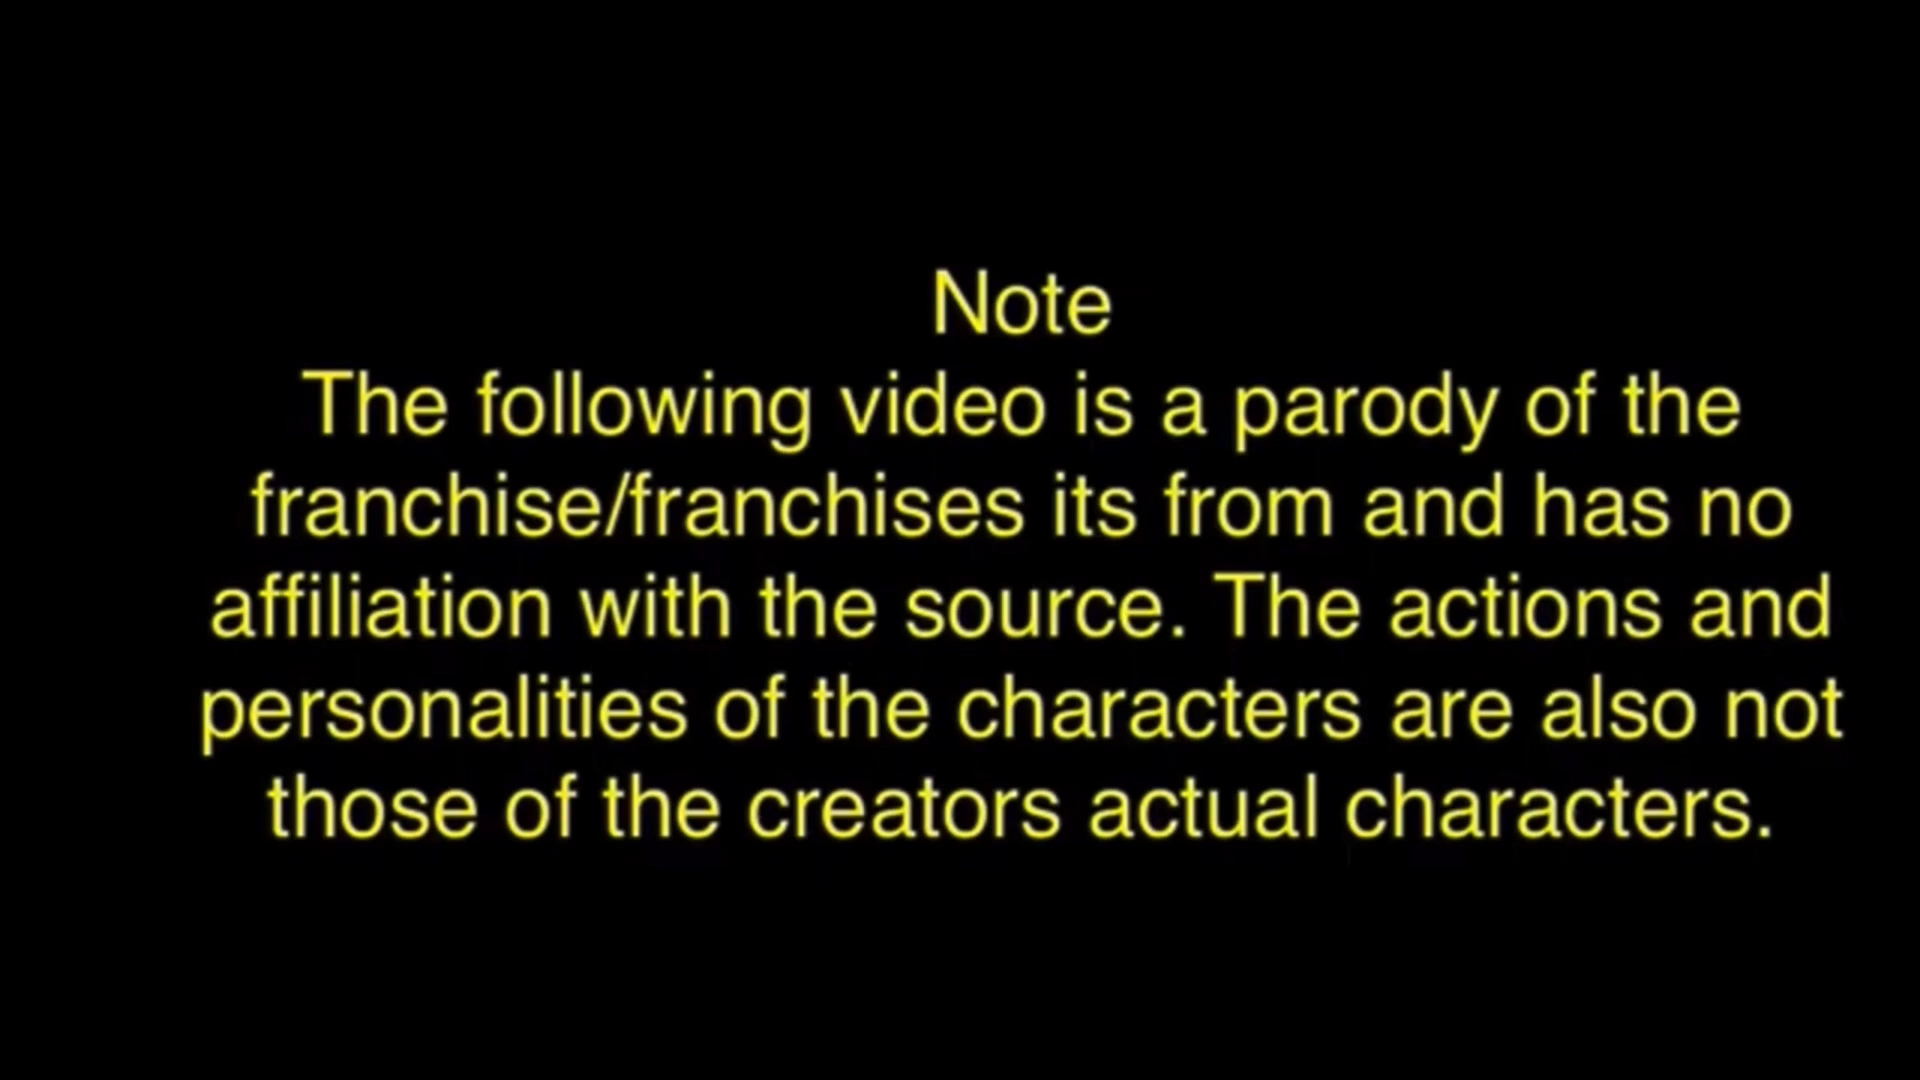 Note
The following video is a parody of the
franchise/franchises its from and has no
affiliation with the source. The actions and
personalities of the characters are also not
those of the creators actual characters.